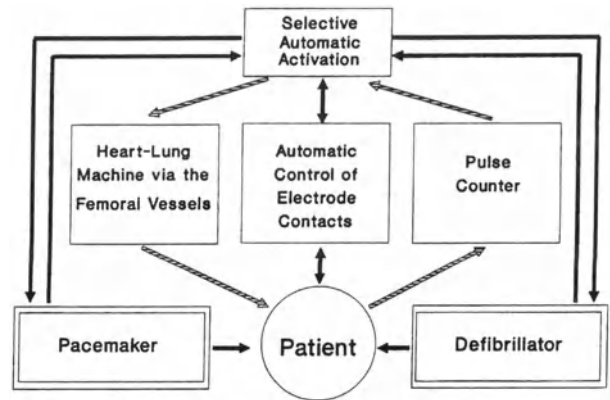 Selective
Automatic
Activation
Heart-Lung
Machine via the
Femoral Vessels
Automatic
Control of
Electrode
Contacts
Pulse
Counter
Pacemaker
Patient
Defibrillator